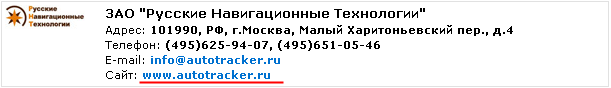 Русские
Навигационные
Технологии
ЗАО "Русские Навигационные Технологии"
Адрес: 101990, РФ, г.Москва, Малый Харитоньевский пер., д.4
Телефон: (495)625-94-07, (495)651-05-46
E-mail: info@autotracker.ru
Сайт: www.autotracker.ru